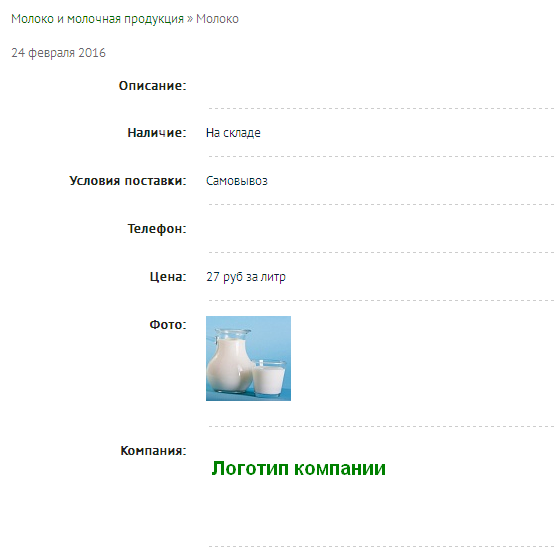 Молоко и молочная продукция » Молоко
24 февраля 2016
Описание:
Наличие: На складе
Условия поставки: Самовывоз
Телефон:
Цена: 27 руб за литр
Фото:
Компания:
Логотип компании